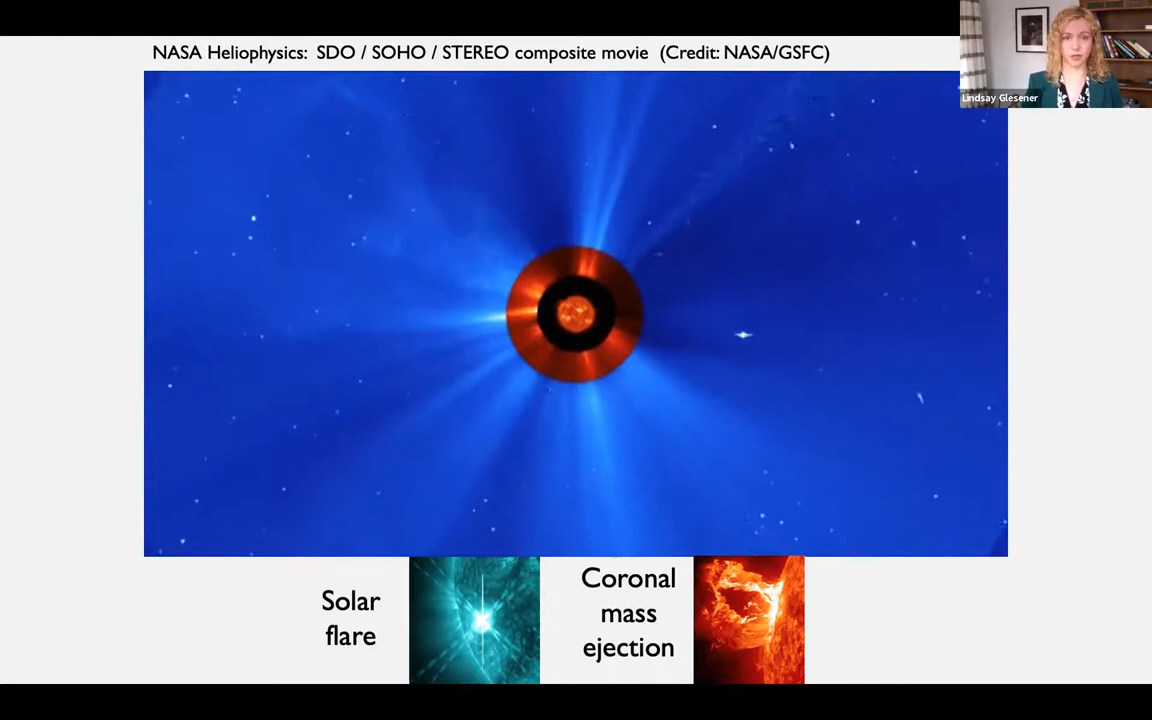 NASA Heliophysics: SDO / SOHO / STEREO composite movie (Credit: NASA/GSFC)
Lindsay Glesener
Solar
flare
Coronal
mass
ejection